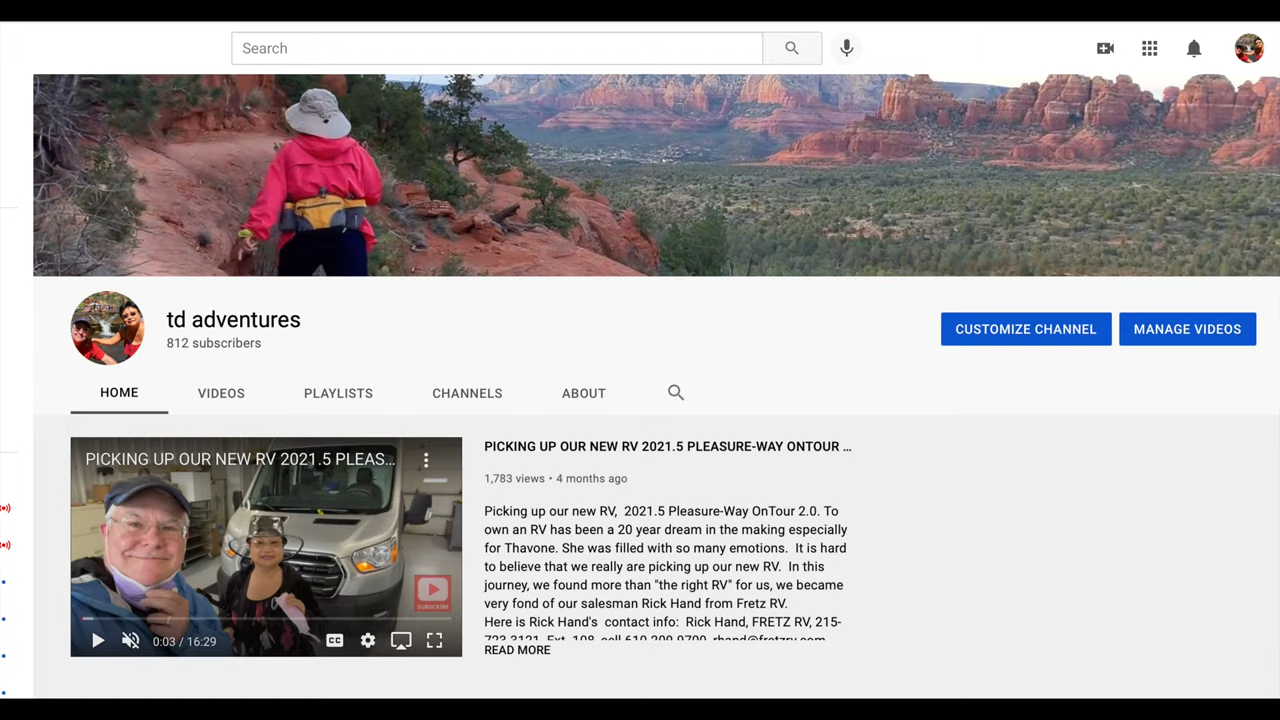 Search
td adventures
812 subscribers
CUSTOMIZE CHANNEL
MANAGE VIDEOS
HOME
VIDEOS
PLAYLISTS
CHANNELS
ABOUT
PICKING UP OUR NEW RV 2021.5 PLEAS...
SUBSCRIBE
0:03 / 16:29
CC
PICKING UP OUR NEW RV 2021.5 PLEASURE-WAY ONTOUR ...
1,783 views • 4 months ago
Picking up our new RV, 2021.5 Pleasure-Way OnTour 2.0. To
own an RV has been a 20 year dream in the making especially
for Thavone. She was filled with so many emotions. It is hard
to believe that we really are picking up our new RV. In this
journey, we found more than "the right RV" for us, we became
very fond of our salesman Rick Hand from Fretz RV.
Here is Rick Hand's contact info: Rick Hand, FRETZ RV, 215-
READ MORE